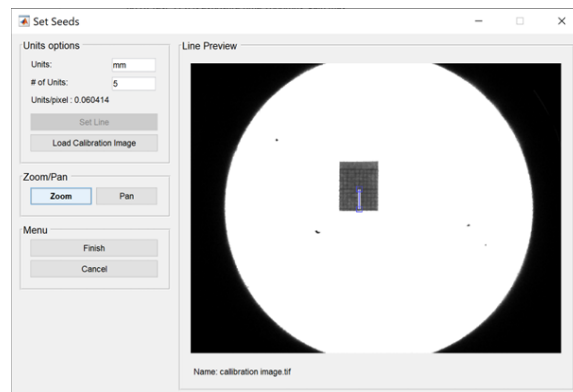 Set Seeds
Units options
Units: mm
# of Units: 5
Units/pixel : 0.060414
Set Line
Load Calibration Image
Zoom/Pan
Zoom Pan
Menu
Finish
Cancel
Line Preview
Name: callibration image.tif